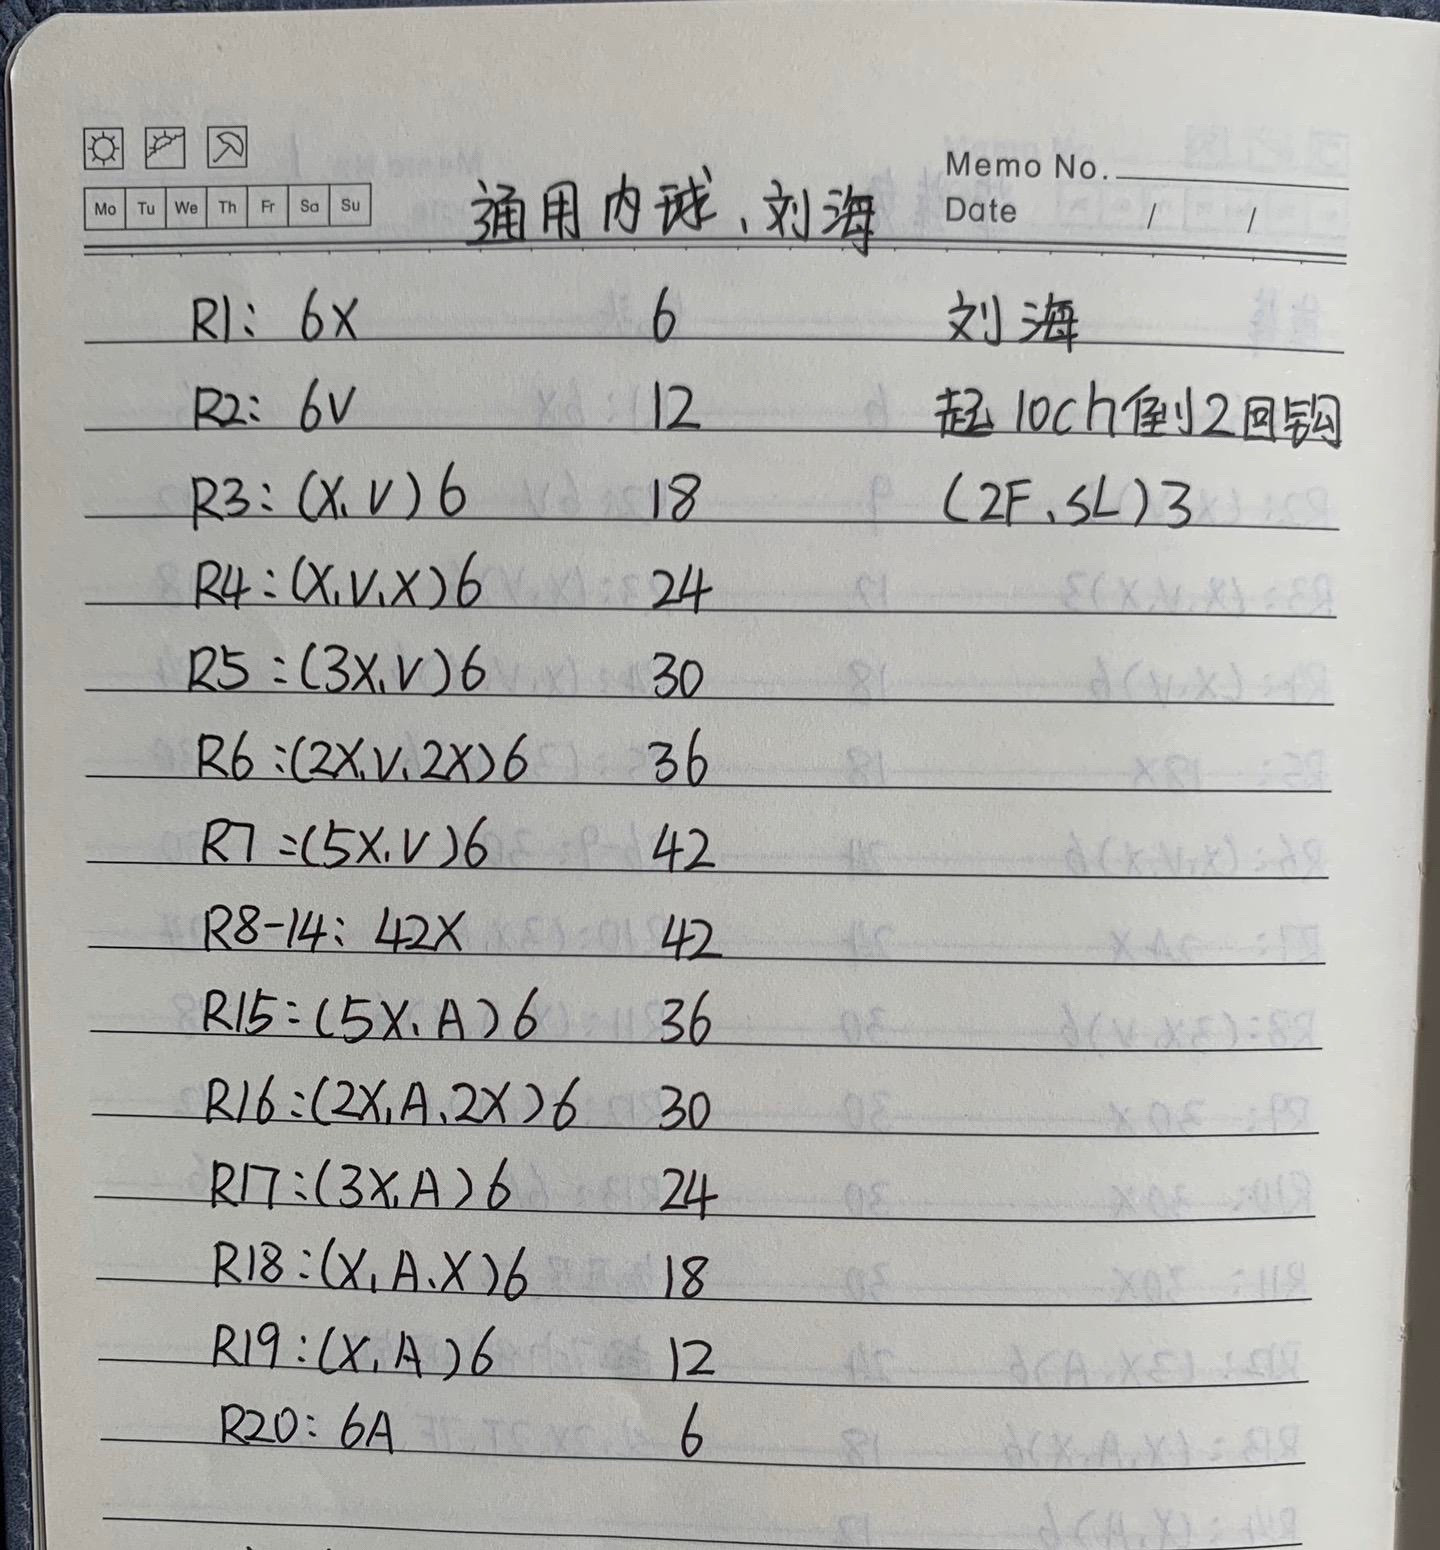 Memo No.
Mo Tu We Th Fr Sa Su
通用内球、刘海
Date / /
R1: 6X 6 刘海
R2: 6V 12 起10ch倒2回钩
R3: (X, V) 6 18 (2F、SL) 3
R4: (X, V, X) 6 24
R5: (3X, V) 6 30
R6: (2X, V, 2X) 6 36
R7: (5X, V) 6 42
R8-14: 42X 42
R15: (5X, A) 6 36
R16: (2X, A, 2X) 6 30
R17: (3X, A) 6 24
R18: (X, A, X) 6 18
R19: (X, A) 6 12
R20: 6A 6